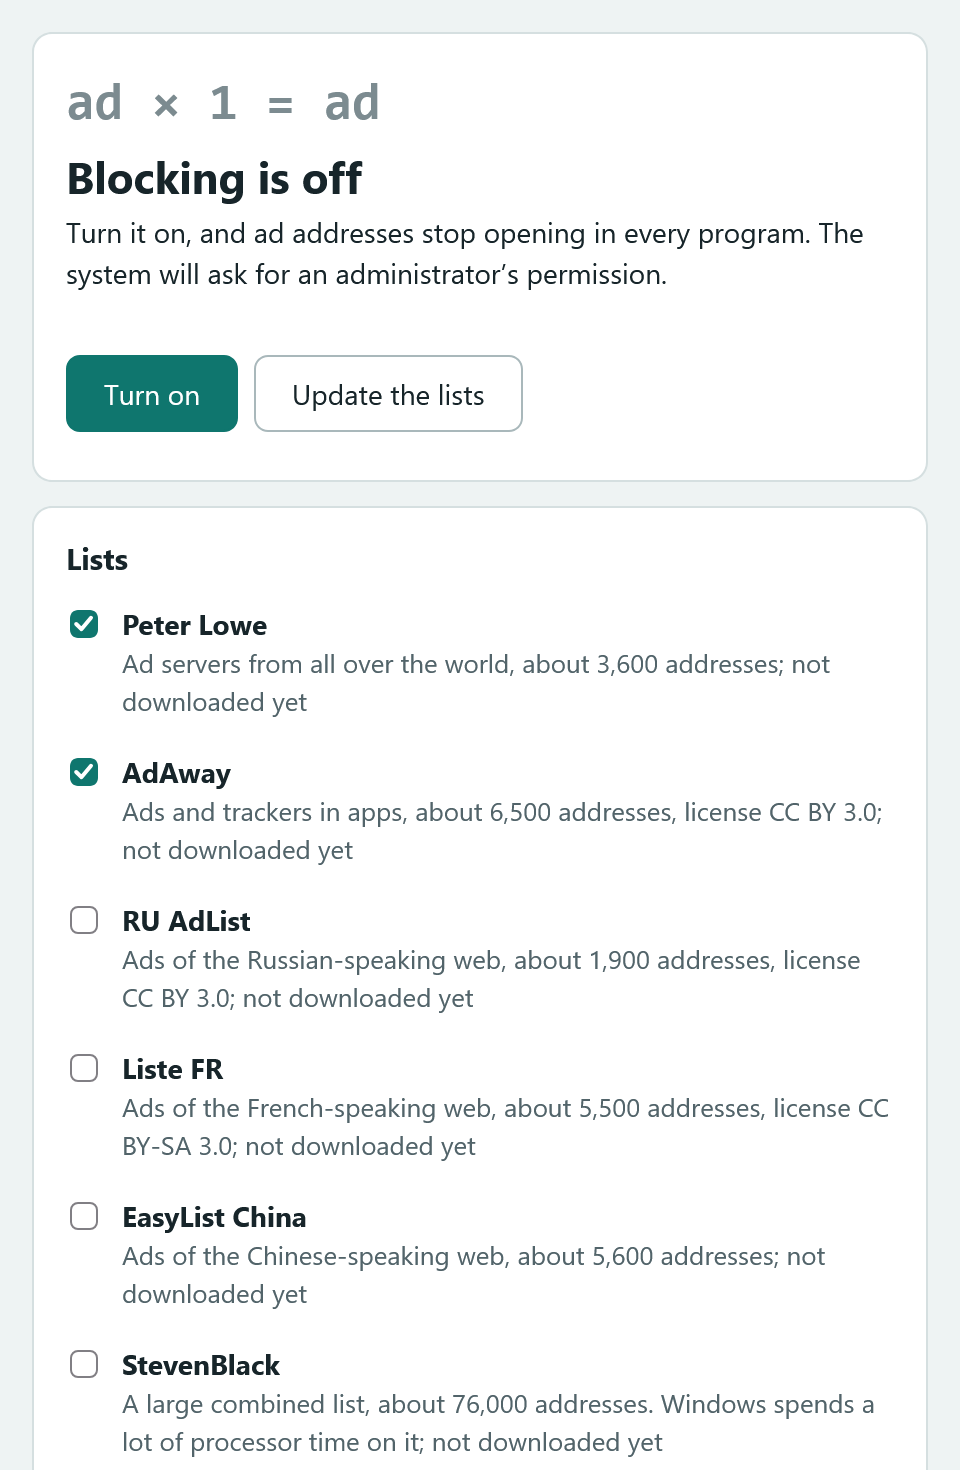 ad × 1 = ad
Blocking is off
Turn it on, and ad addresses stop opening in every program. The
system will ask for an administrator’s permission.
Turn on
Update the lists
Lists
Peter Lowe
Ad servers from all over the world, about 3,600 addresses; not
downloaded yet
AdAway
Ads and trackers in apps, about 6,500 addresses, license CC BY 3.0;
not downloaded yet
RU AdList
Ads of the Russian-speaking web, about 1,900 addresses, license
CC BY 3.0; not downloaded yet
Liste FR
Ads of the French-speaking web, about 5,500 addresses, license CC
BY-SA 3.0; not downloaded yet
EasyList China
Ads of the Chinese-speaking web, about 5,600 addresses; not
downloaded yet
StevenBlack
A large combined list, about 76,000 addresses. Windows spends a
lot of processor time on it; not downloaded yet